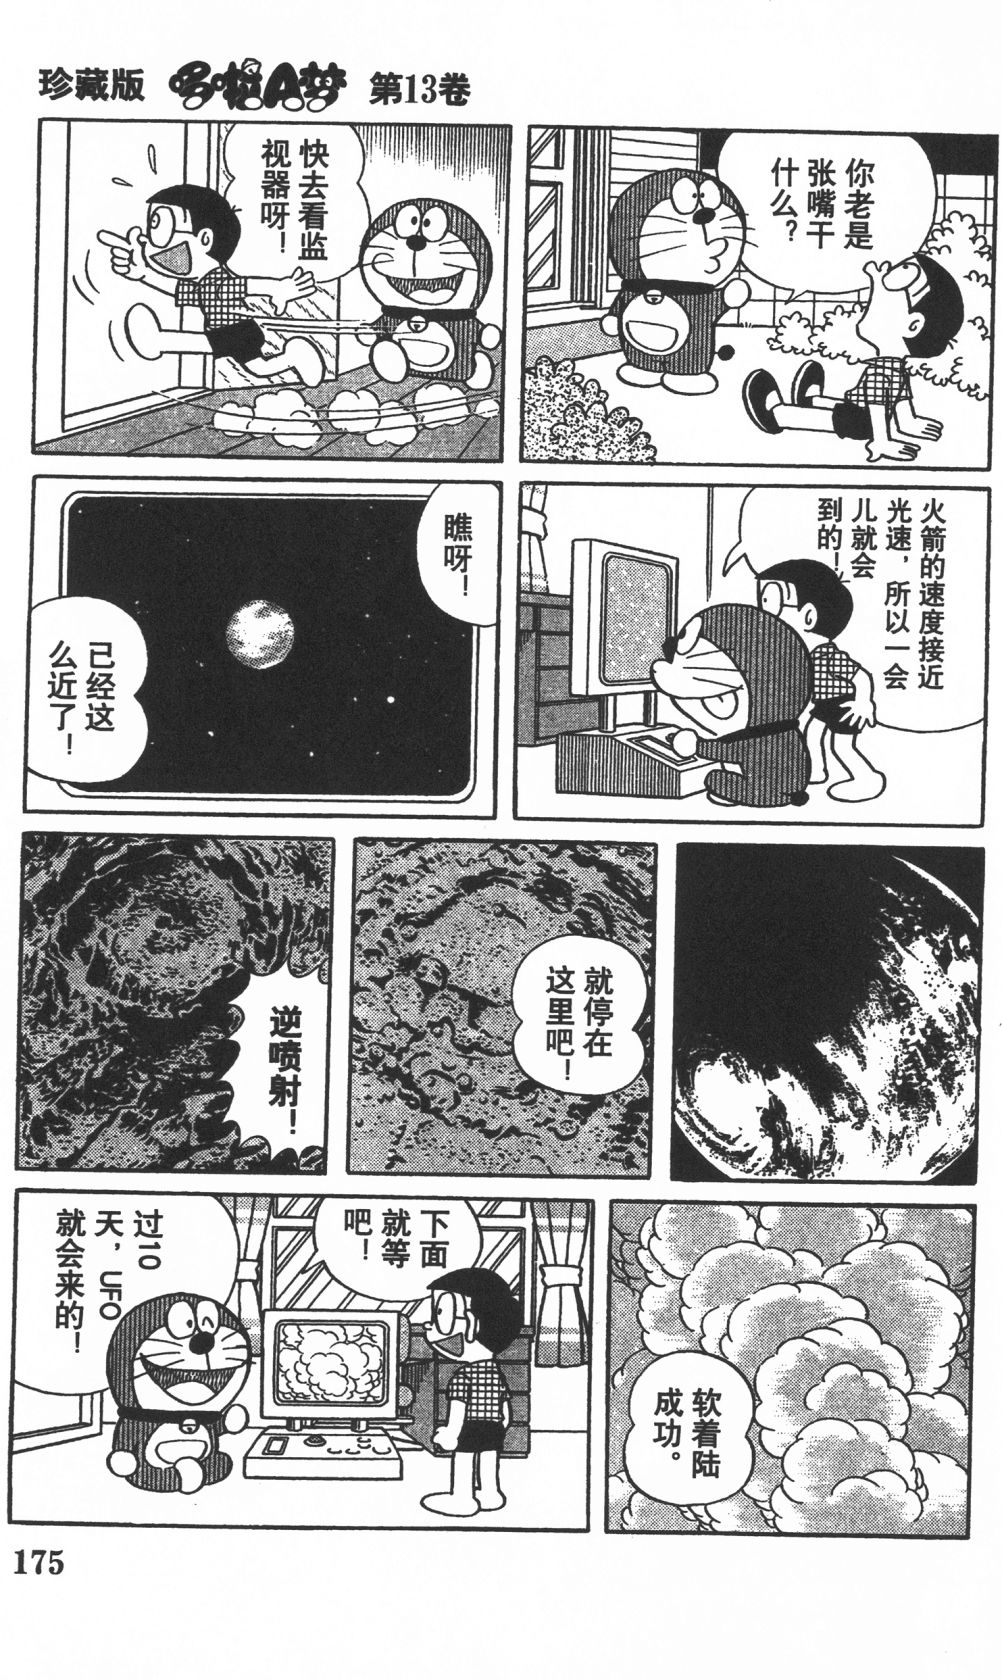 珍藏版 哆啦A梦 第13卷
你老是
张嘴干
什么?
快去看监
视器呀!
火箭的速度接近
光速,所以一会
儿就会
到的!
瞧呀!
已经这
么近了!
就停在
这里吧!
逆喷射!
软着陆
成功。
下面
就等
吧!
过10
天,UFO
就会来的!
175